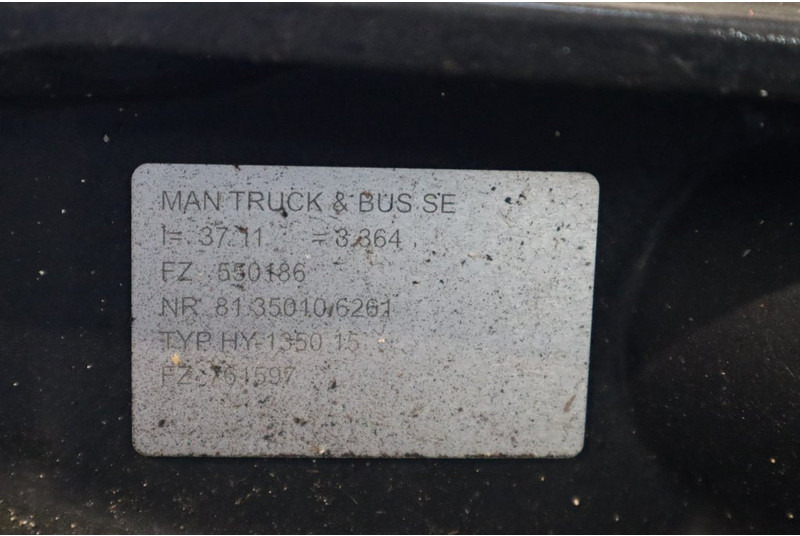 MAN TRUCK & BUS SE
I= 37:11 = 3.364
FZ 550186
NR 81.35010.6261
TYP HY-1350 15
FZ 761597